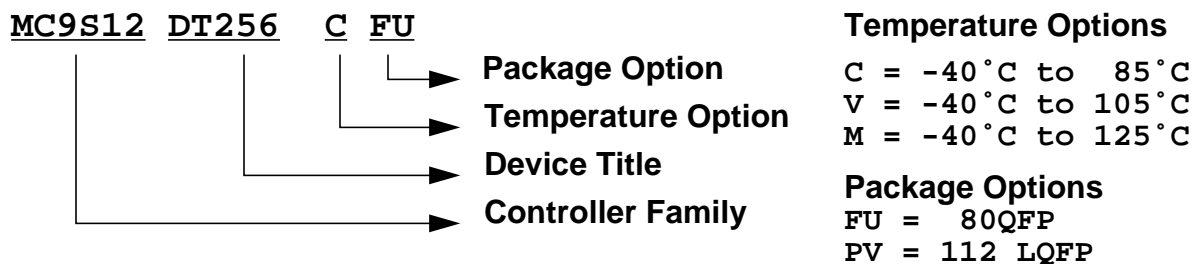 MC9S12 DT256 C FU
Package Option
Temperature Option
Device Title
Controller Family
Temperature Options
C = -40˚C to 85˚C
V = -40˚C to 105˚C
M = -40˚C to 125˚C
Package Options
FU = 80QFP
PV = 112 LQFP